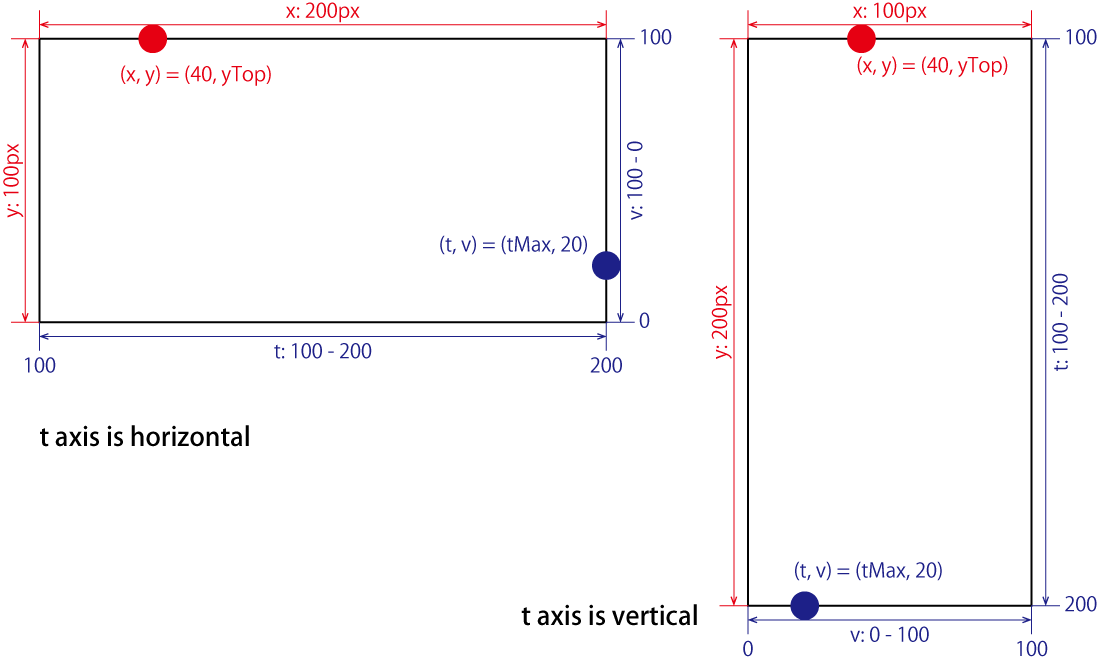 x: 200px
(x, y) = (40, yTop)
y: 100px
100
v: 100 - 0
(t, v) = (tMax, 20)
0
t: 100 - 200
100
200
t axis is horizontal
x: 100px
100
(x, y) = (40, yTop)
y: 200px
t: 100 - 200
(t, v) = (tMax, 20)
200
t axis is vertical
v: 0 - 100
0
100